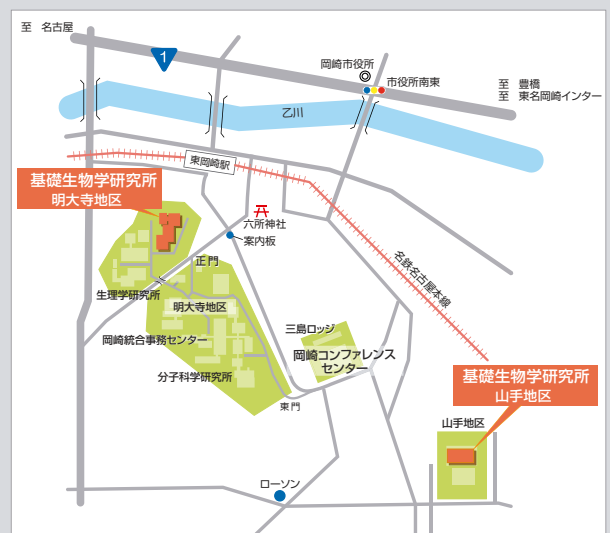 至　名古屋
1
岡崎市役所
市役所南東
至　豊橋
至　東名岡崎インター
乙川
東岡崎駅
基礎生物学研究所
明大寺地区
六所神社
案内板
正門
名鉄名古屋本線
生理学研究所
明大寺地区
岡崎統合事務センター
三島ロッジ
岡崎コンファレンス
センター
分子科学研究所
東門
基礎生物学研究所
山手地区
山手地区
ローソン